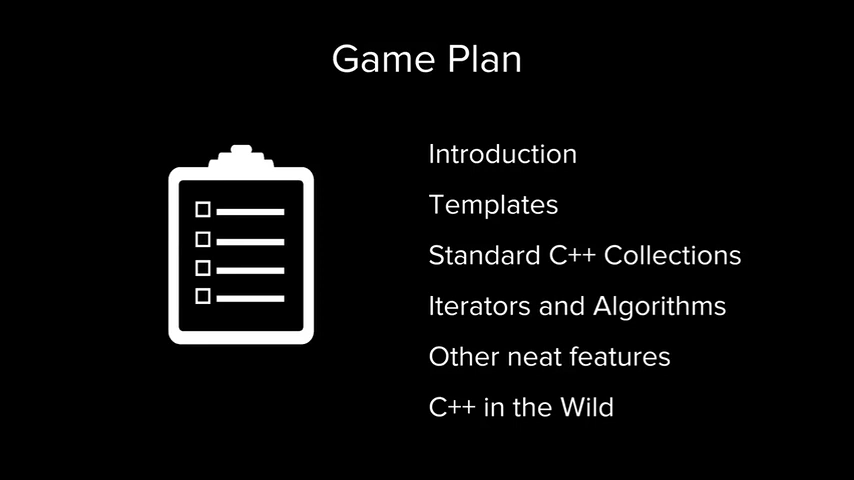 Game Plan
Introduction
Templates
Standard C++ Collections
Iterators and Algorithms
Other neat features
C++ in the Wild